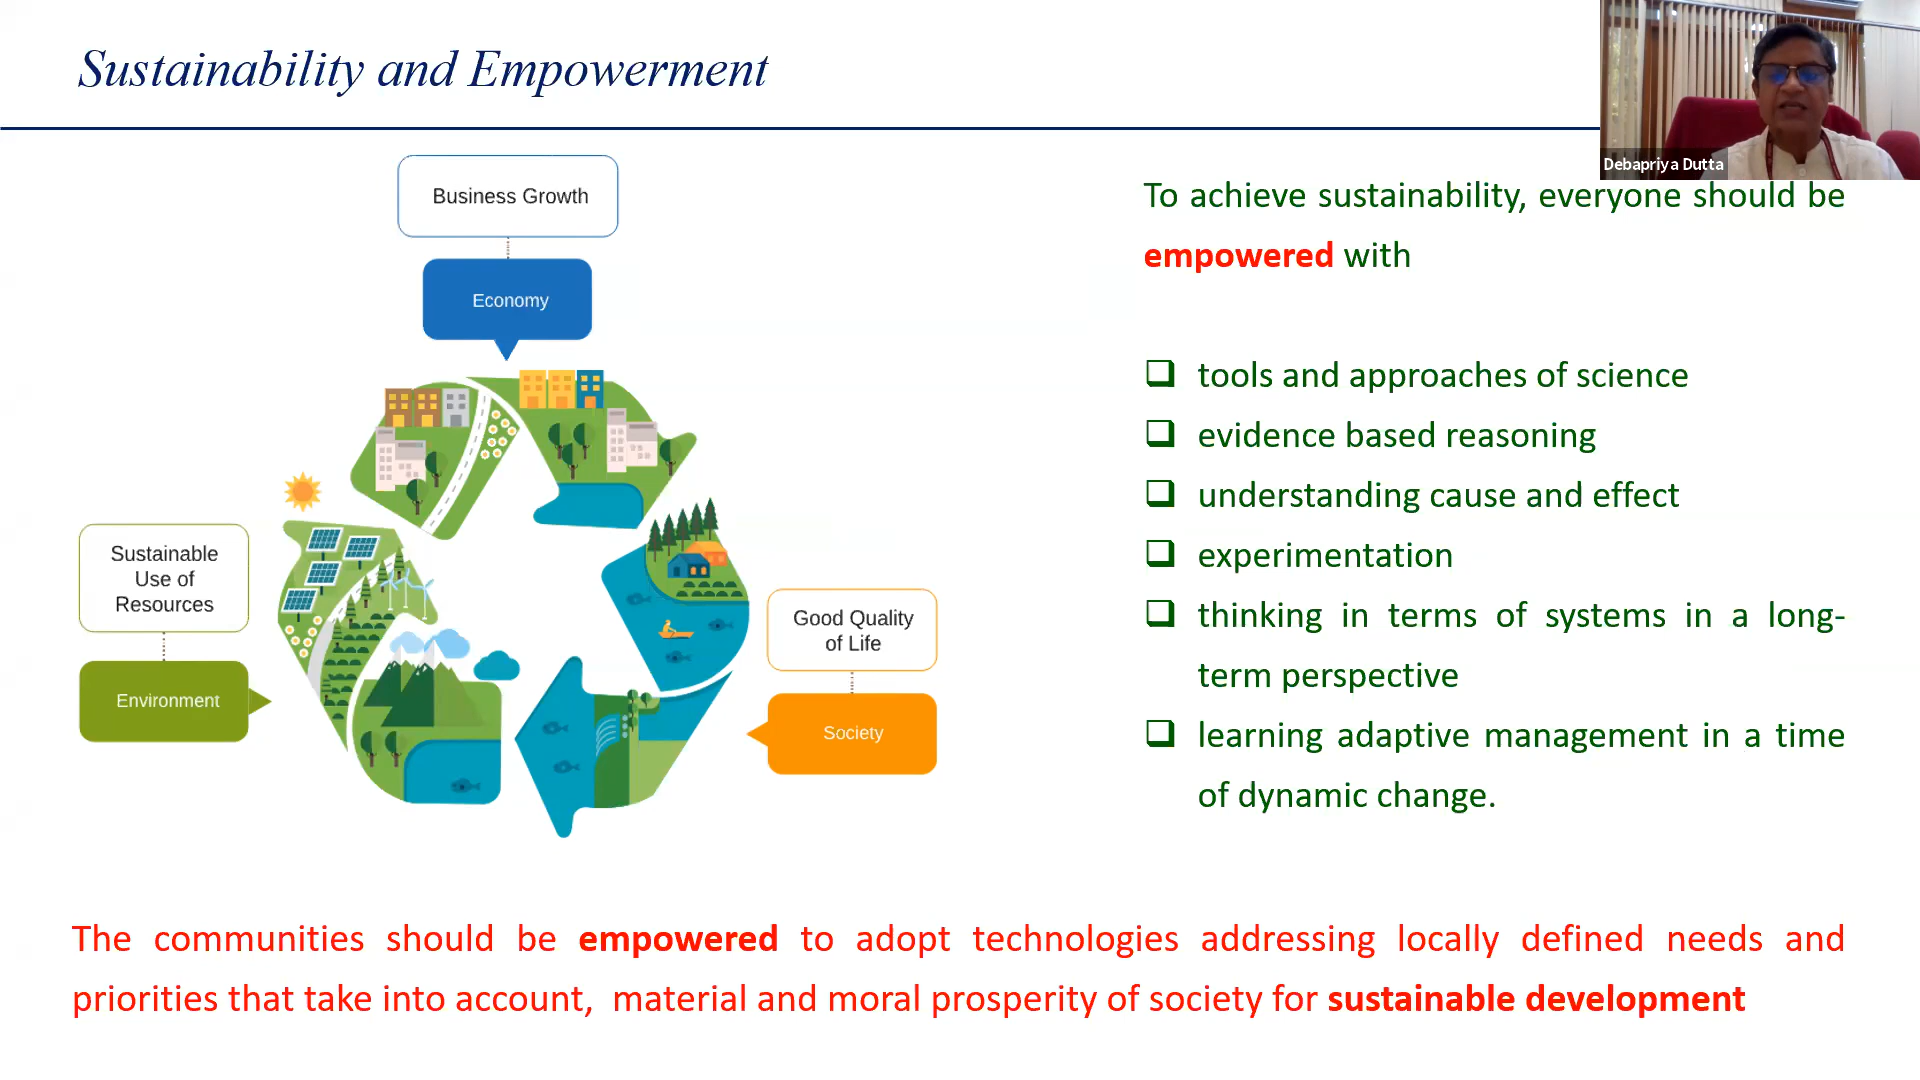 Sustainability and Empowerment
Debapriya Dutta
Business Growth
Economy
Sustainable
Use of
Resources
Environment
Good Quality
of Life
Society
To achieve sustainability, everyone should be
empowered with
❑ tools and approaches of science
❑ evidence based reasoning
❑ understanding cause and effect
❑ experimentation
❑ thinking in terms of systems in a long-
term perspective
❑ learning adaptive management in a time
of dynamic change.
The communities should be empowered to adopt technologies addressing locally defined needs and
priorities that take into account, material and moral prosperity of society for sustainable development